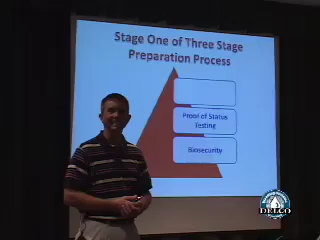 Stage One of Three Stage
Preparation Process
Proof of Status
Testing
Biosecurity
DELCO